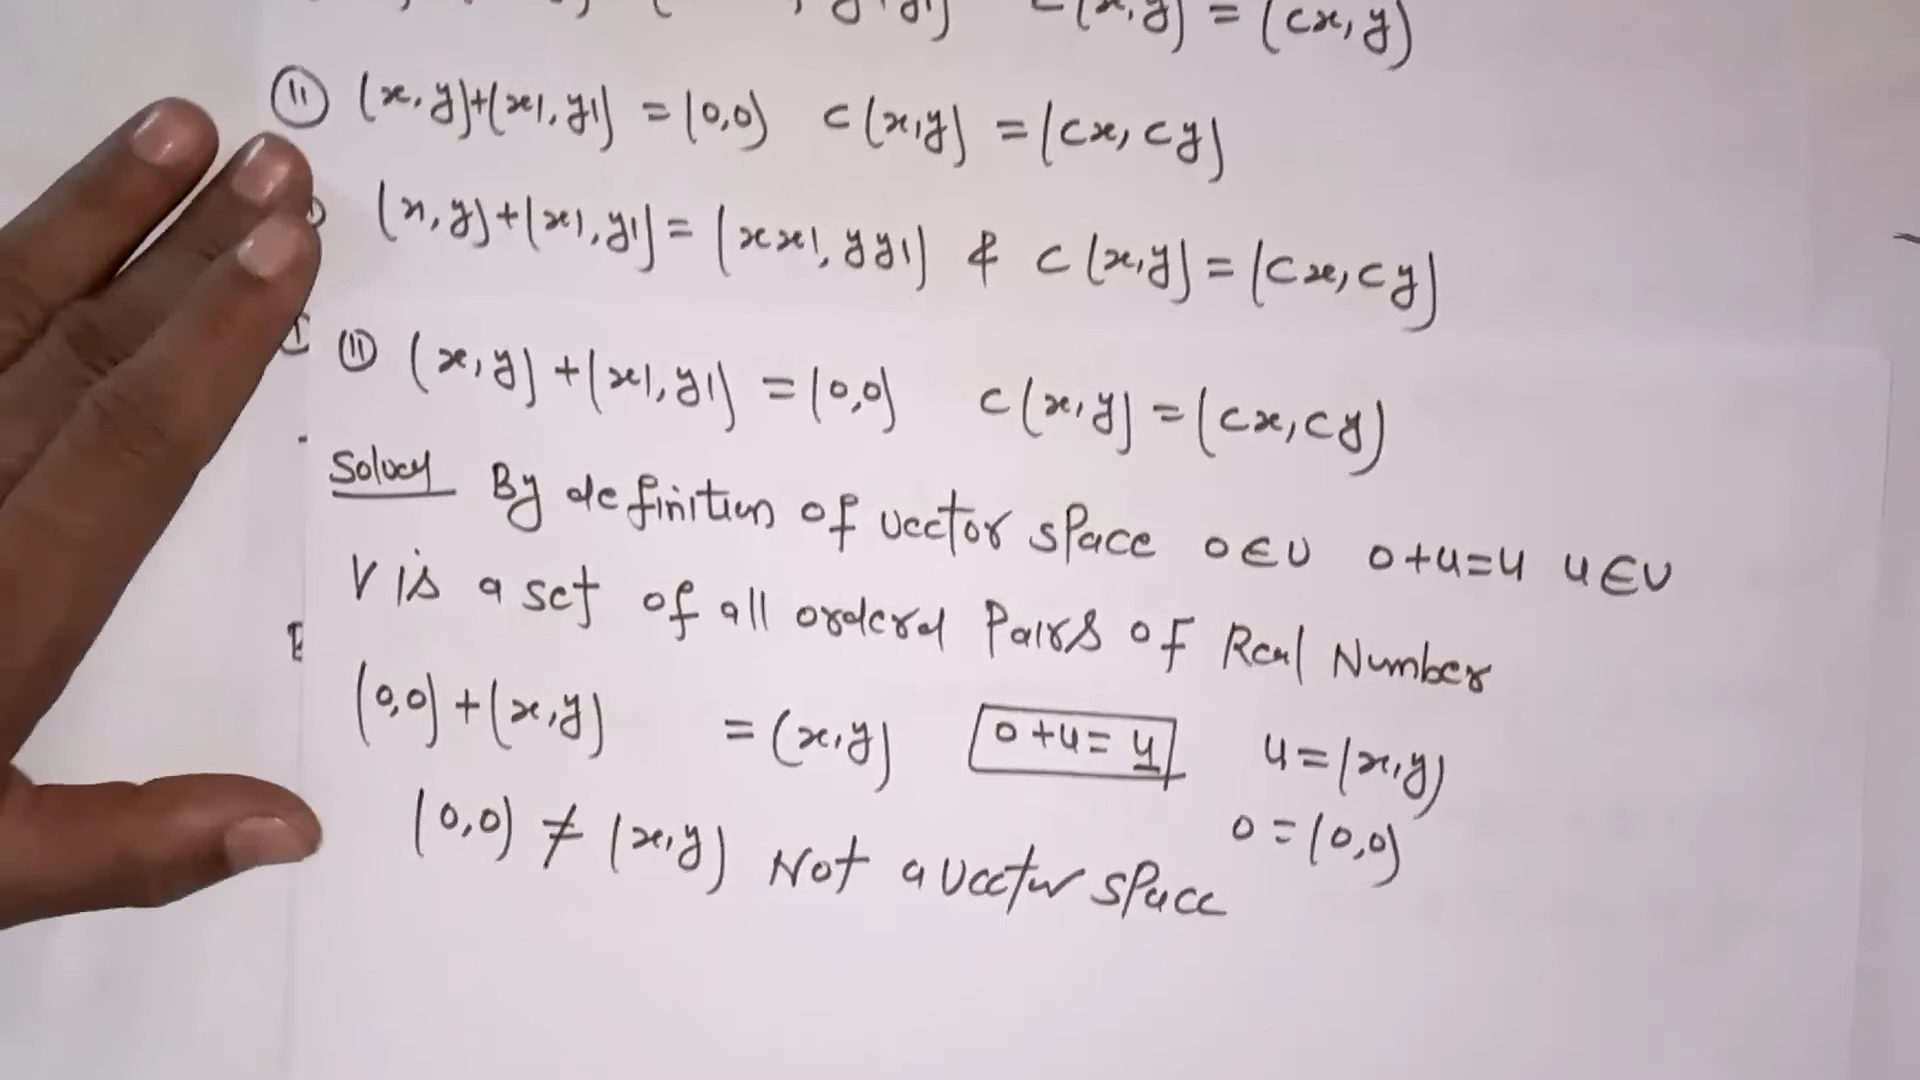 c(x,y) = (cx, y)
(II) (x,y)+(x1,y1) = (0,0) c(x,y) = (cx, cy)
(x,y)+(x1,y1) = (xx1, yy1) & c(x,y) = (cx, cy)
(II) (x,y)+(x1,y1) = (0,0) c(x,y) = (cx, cy)
By definition of vector space 0∈V 0+u=u u∈V
V is a set of all ordered Pairs of Real Number
(0,0)+(x,y) = (x,y) 0+u=u u=(x,y)
0=(0,0)
(0,0) ≠ (x,y) Not a vector space